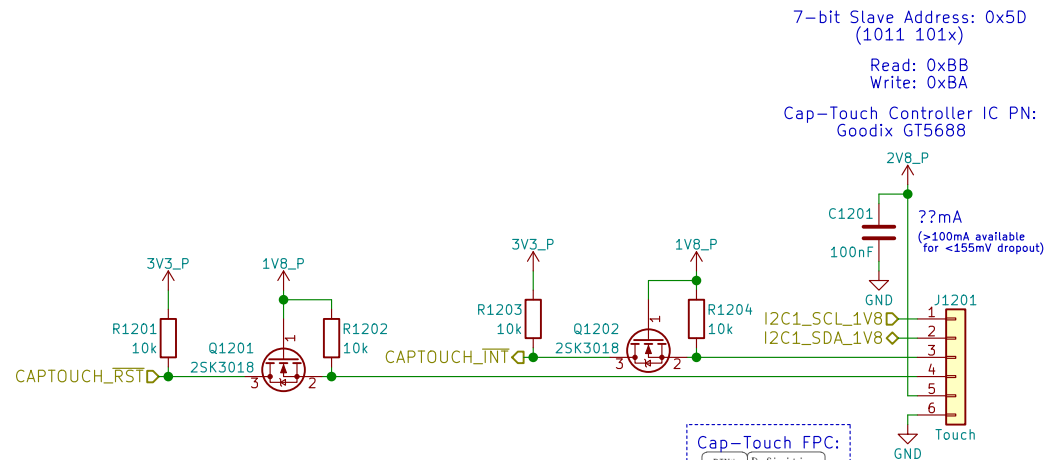 7-bit Slave Address: 0x5D
(1011 101x)
Read: 0xBB
Write: 0xBA
Cap-Touch Controller IC PN:
Goodix GT5688
2V8_P
C1201
100nF
??mA
(>100mA available
for <155mV dropout)
GND
3V3_P
1V8_P
3V3_P
1V8_P
R1201
10k
Q1201
2SK3018
1
3
2
R1202
10k
R1203
10k
Q1202
2SK3018
1
3
2
R1204
10k
CAPTOUCH_RST
CAPTOUCH_INT
I2C1_SCL_1V8
I2C1_SDA_1V8
J1201
1
2
3
4
5
6
Touch
GND
Cap-Touch FPC: